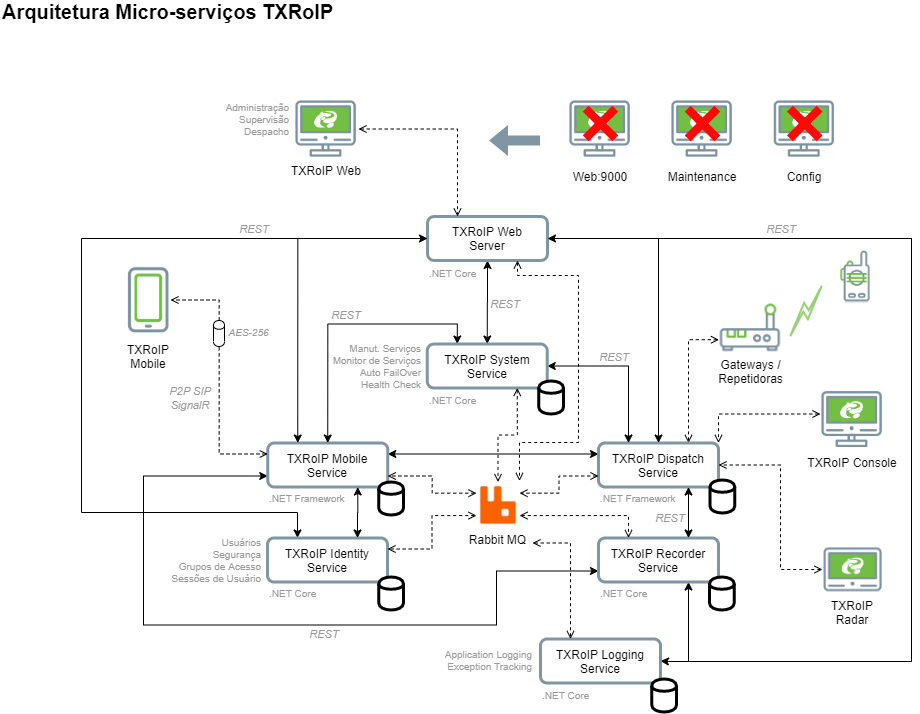 Arquitetura Micro-serviços TXRoIP
Administração
Supervisão
Despacho
TXRoIP Web
Web:9000
Maintenance
Config
REST
TXRoIP Web
Server
REST
.NET Core
REST
REST
AES-256
TXRoIP
Mobile
Manut. Serviços
Monitor de Serviços
Auto FailOver
Health Check
TXRoIP System
Service
REST
.NET Core
Gateways /
Repetidoras
P2P SIP
SignalR
TXRoIP Mobile
Service
.NET Framework
TXRoIP Dispatch
Service
.NET Framework
TXRoIP Console
REST
Rabbit MQ
Usuários
Segurança
Grupos de Acesso
Sessões de Usuário
TXRoIP Identity
Service
.NET Core
TXRoIP Recorder
Service
.NET Core
TXRoIP
Radar
REST
Application Logging
Exception Tracking
TXRoIP Logging
Service
.NET Core